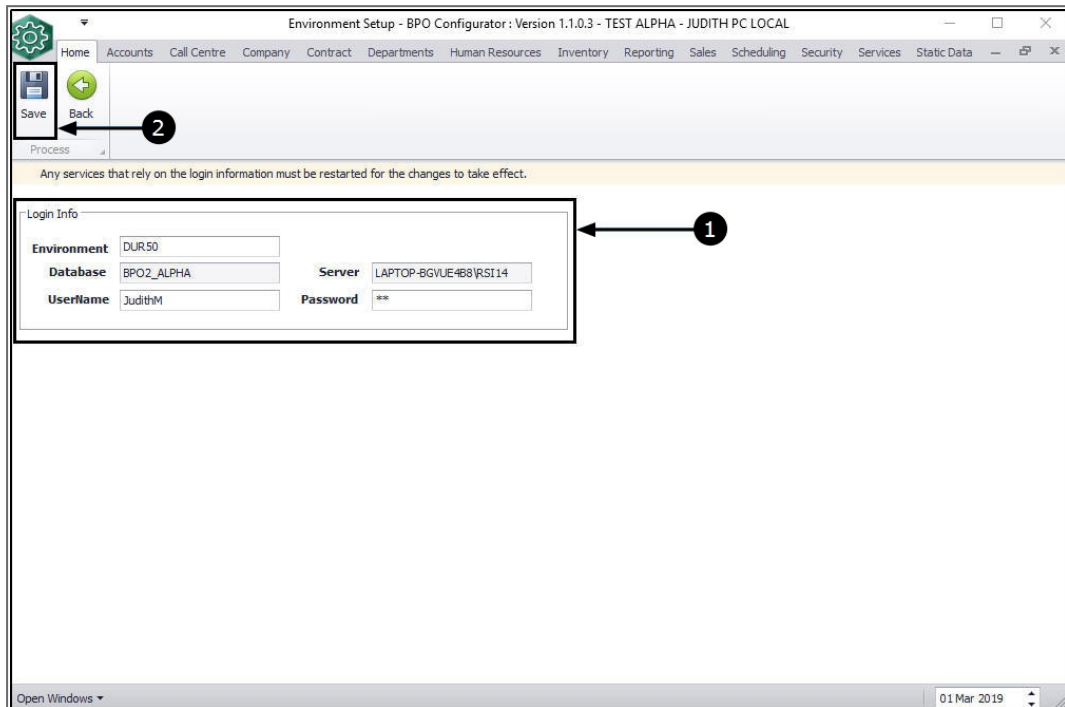 Environment Setup - BPO Configurator : Version 1.1.0.3 - TEST ALPHA - JUDITH PC LOCAL
Home Accounts Call Centre Company Contract Departments Human Resources Inventory Reporting Sales Scheduling Security Services Static Data
Save Back
2
Process
Any services that rely on the login information must be restarted for the changes to take effect.
Login Info
1
Environment DUR50
Database BPO2_ALPHA Server LAPTOP-BGVUE4B8\RSI14
UserName JudithM Password **
Open Windows 01 Mar 2019